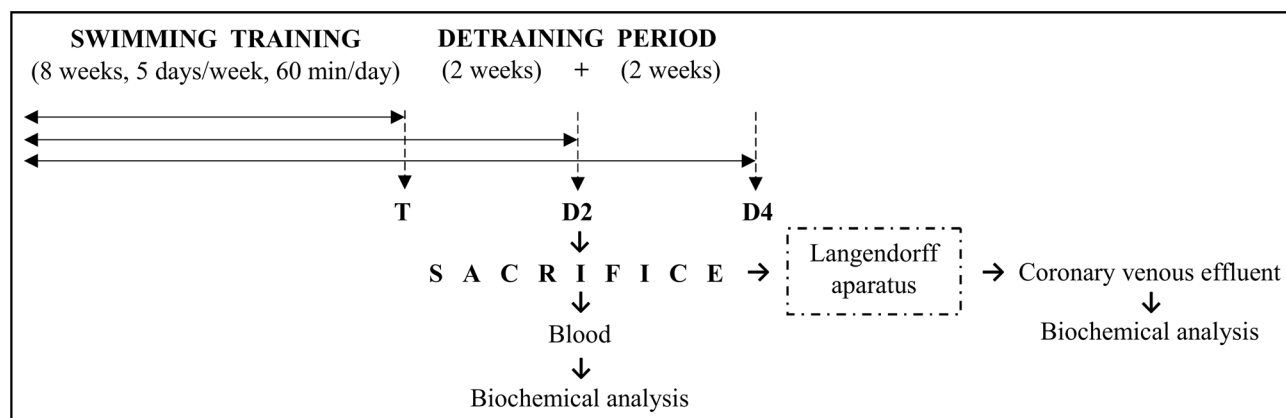 SWIMMING TRAINING
(8 weeks, 5 days/week, 60 min/day)
DETRAINING PERIOD
(2 weeks) + (2 weeks)
T
D2
D4
S A C R I F I C E
Langendorff
apparatus
Coronary venous effluent
Biochemical analysis
Blood
Biochemical analysis